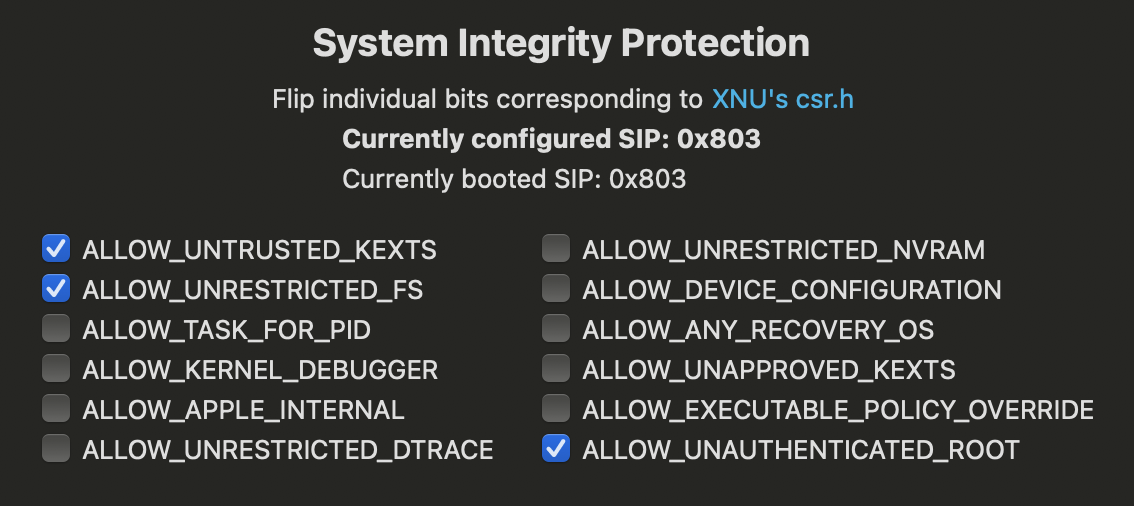 System Integrity Protection
Flip individual bits corresponding to XNU's csr.h
Currently configured SIP: 0x803
Currently booted SIP: 0x803
ALLOW_UNTRUSTED_KEXTS
ALLOW_UNRESTRICTED_FS
ALLOW_TASK_FOR_PID
ALLOW_KERNEL_DEBUGGER
ALLOW_APPLE_INTERNAL
ALLOW_UNRESTRICTED_DTRACE
ALLOW_UNRESTRICTED_NVRAM
ALLOW_DEVICE_CONFIGURATION
ALLOW_ANY_RECOVERY_OS
ALLOW_UNAPPROVED_KEXTS
ALLOW_EXECUTABLE_POLICY_OVERRIDE
ALLOW_UNAUTHENTICATED_ROOT